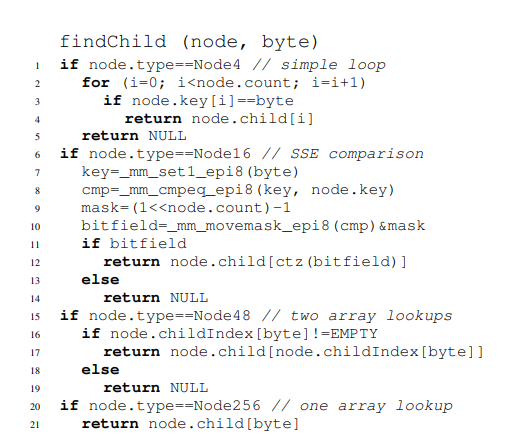 findChild (node, byte)
1 if node.type==Node4 // simple loop
2 for (i=0; i<node.count; i=i+1)
3 if node.key[i]==byte
4 return node.child[i]
5 return NULL
6 if node.type==Node16 // SSE comparison
7 key=_mm_set1_epi8(byte)
8 cmp=_mm_cmpeq_epi8(key, node.key)
9 mask=(1<<node.count)-1
10 bitfield=_mm_movemask_epi8(cmp)&mask
11 if bitfield
12 return node.child[ctz(bitfield)]
13 else
14 return NULL
15 if node.type==Node48 // two array lookups
16 if node.childIndex[byte]!=EMPTY
17 return node.child[node.childIndex[byte]]
18 else
19 return NULL
20 if node.type==Node256 // one array lookup
21 return node.child[byte]